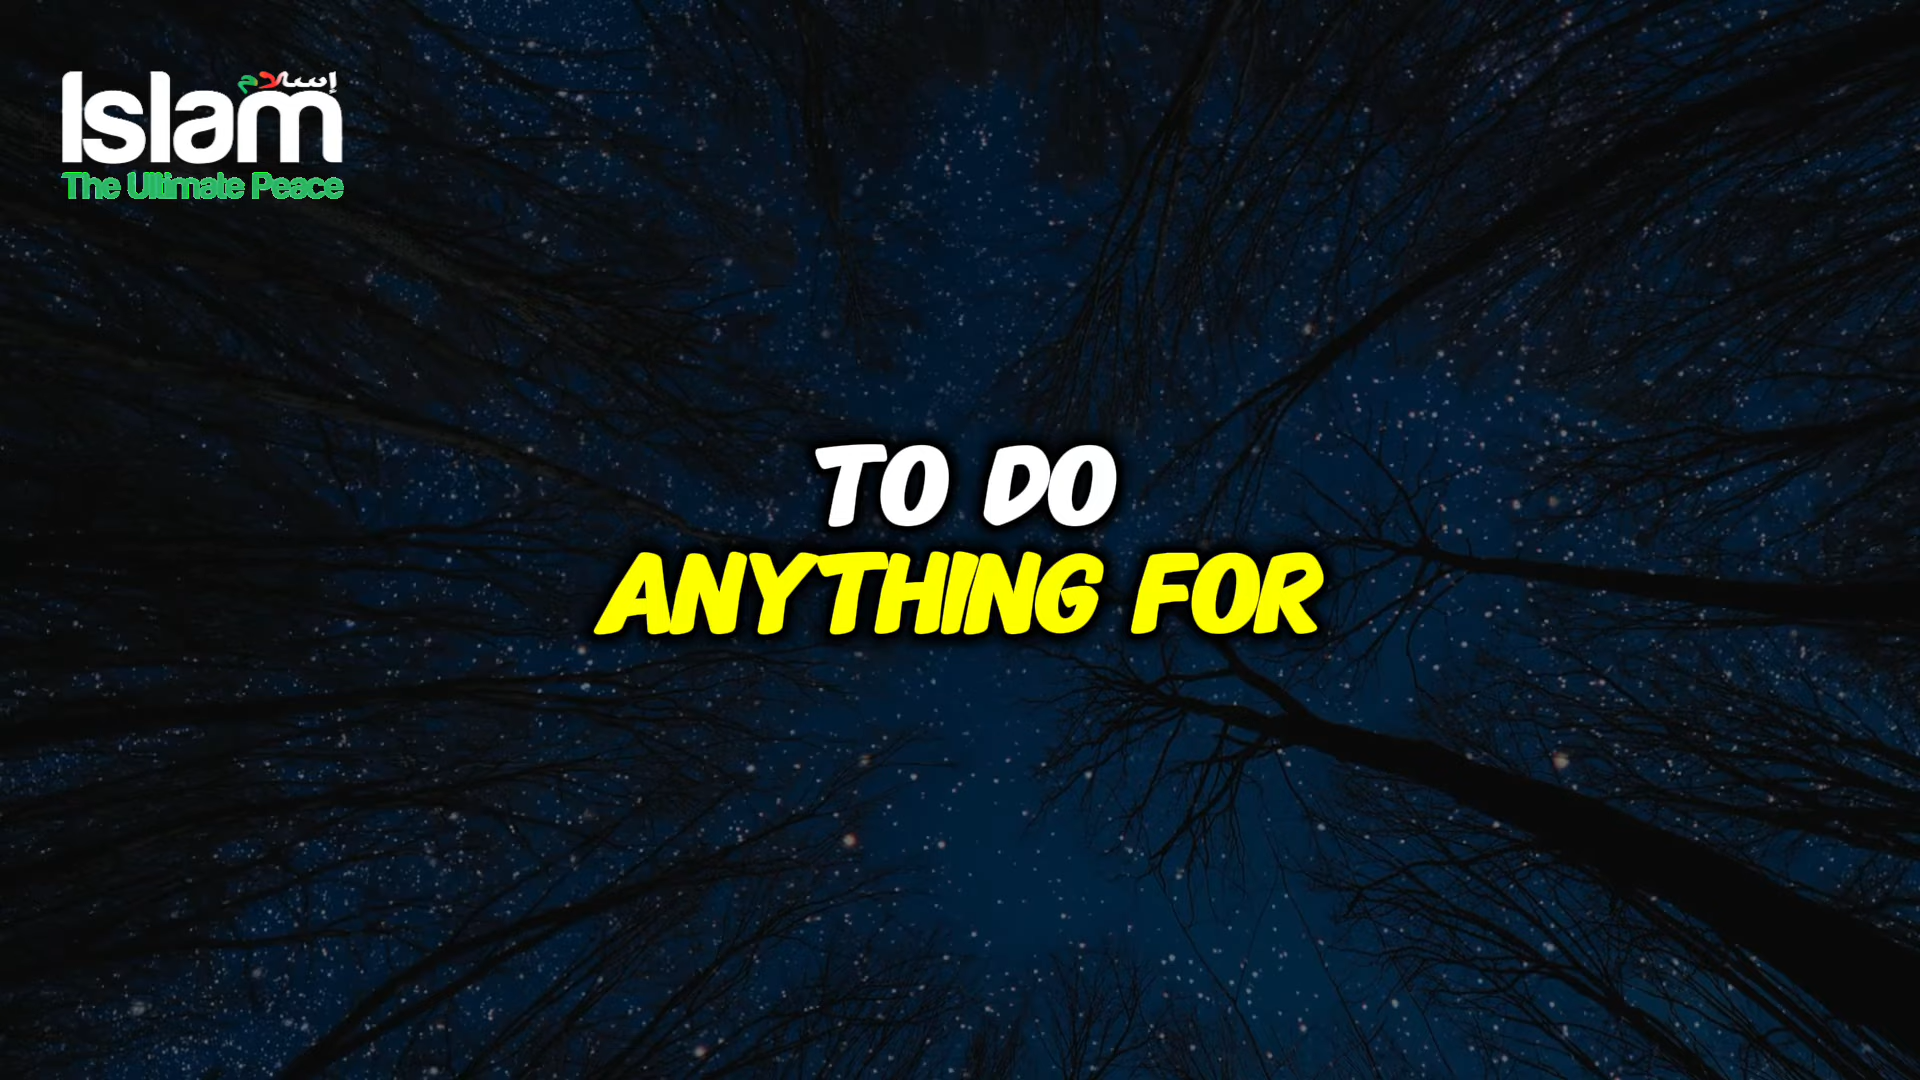 إسلام
Islam
The Ultimate Peace
TO DO
ANYTHING FOR